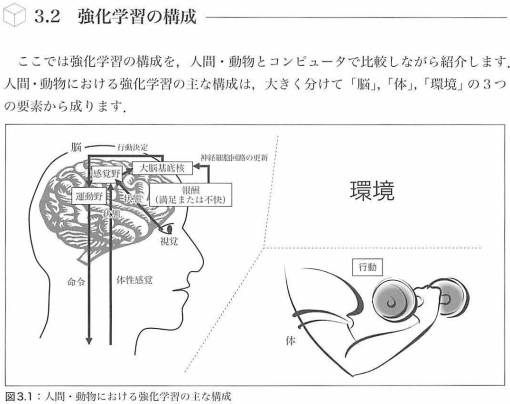 3.2 強化学習の構成
ここでは強化学習の構成を，人間・動物とコンピュータで比較しながら紹介します．
人間・動物における強化学習の主な構成は，大きく分けて「脳」，「体」，「環境」の3つ
の要素から成ります．
脳
行動決定
神経細胞回路の更新
大脳基底核
感覚野
報酬
(満足または不快)
運動野
状態
状態
視覚
命令
体性感覚
環境
行動
体
図3.1：人間・動物における強化学習の主な構成